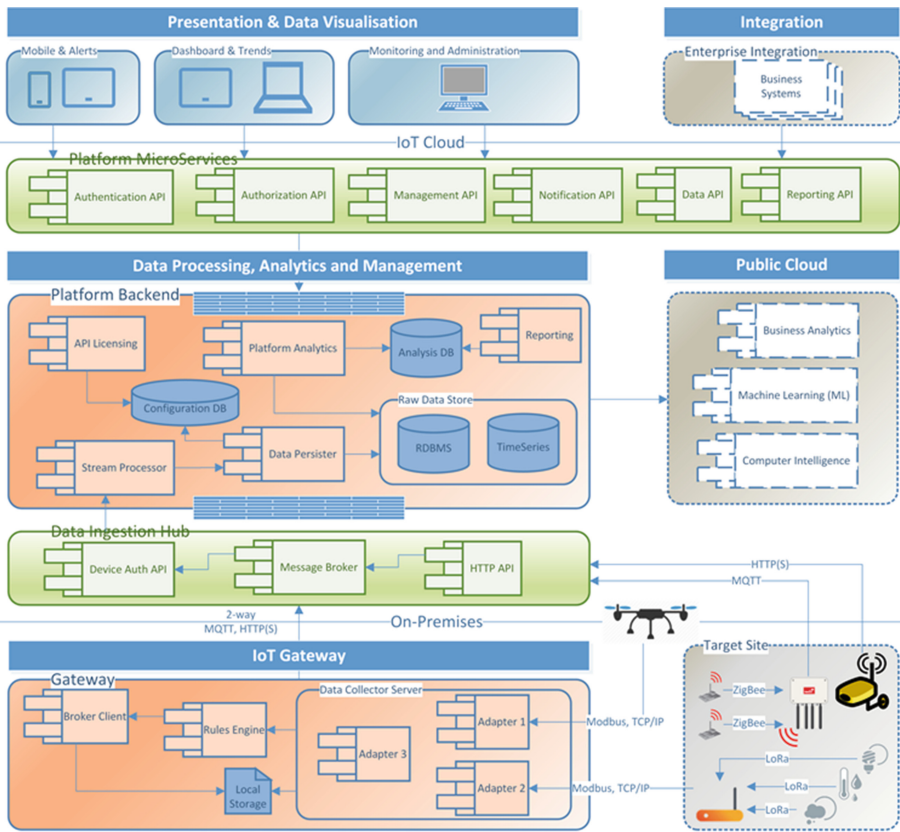 Presentation & Data Visualisation
Integration
Mobile & Alerts
Dashboard & Trends
Monitoring and Administration
Enterprise Integration
Business
Systems
IoT Cloud
Platform MicroServices
Authentication API
Authorization API
Management API
Notification API
Data API
Reporting API
Data Processing, Analytics and Management
Public Cloud
Platform Backend
API Licensing
Platform Analytics
Analysis DB
Reporting
Business Analytics
Configuration DB
Raw Data Store
Machine Learning (ML)
Stream Processor
Data Persister
RDBMS
TimeSeries
Computer Intelligence
Data Ingestion Hub
Device Auth API
Message Broker
HTTP API
HTTP(S)
MQTT
2-way
MQTT, HTTP(S)
On-Premises
IoT Gateway
Target Site
Gateway
Data Collector Server
Broker Client
Rules Engine
Adapter 1
Adapter 3
Modbus, TCP/IP
ZigBee
ZigBee
LoRa
Local
Storage
Adapter 2
Modbus, TCP/IP
LoRa
LoRa